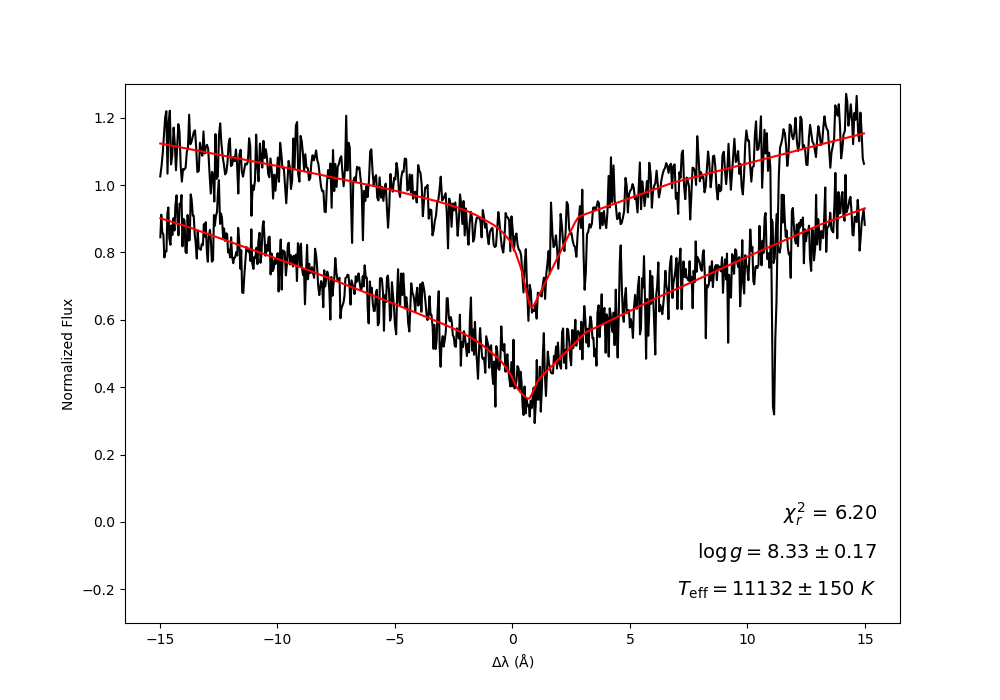 1.2
1.0
0.8
0.6
0.4
0.2
0.0
−0.2
Normalized Flux
χ²ᵣ = 6.20
log g = 8.33 ± 0.17
T_eff = 11132 ± 150 K
−15 −10 −5 0 5 10 15
Δλ (Å)